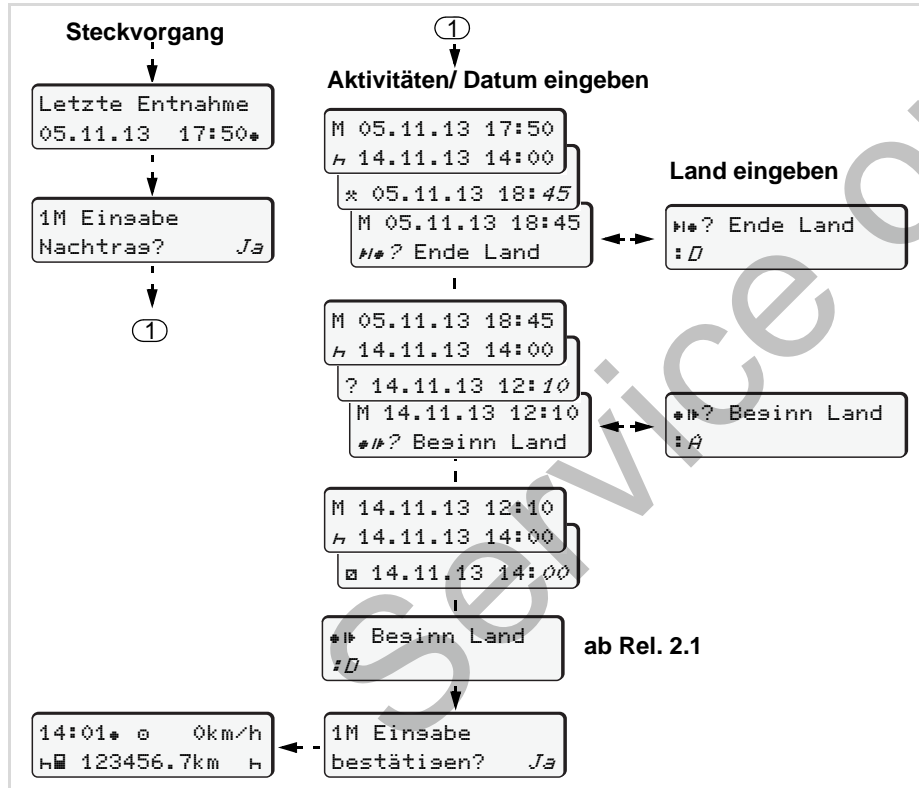 Steckvorgang
Letzte Entnahme
05.11.13 17:50
1M Eingabe
Nachtrag? Ja
1
1
Aktivitäten/ Datum eingeben
M 05.11.13 17:50
14.11.13 14:00
05.11.13 18:45
M 05.11.13 18:45
? Ende Land
Land eingeben
? Ende Land
:D
M 05.11.13 18:45
14.11.13 14:00
? 14.11.13 12:10
M 14.11.13 12:10
? Beginn Land
? Beginn Land
:A
M 14.11.13 12:10
14.11.13 14:00
14.11.13 14:00
Beginn Land
:D
ab Rel. 2.1
1M Eingabe
bestätigen? Ja
14:01 0km/h
123456.7km
Service o